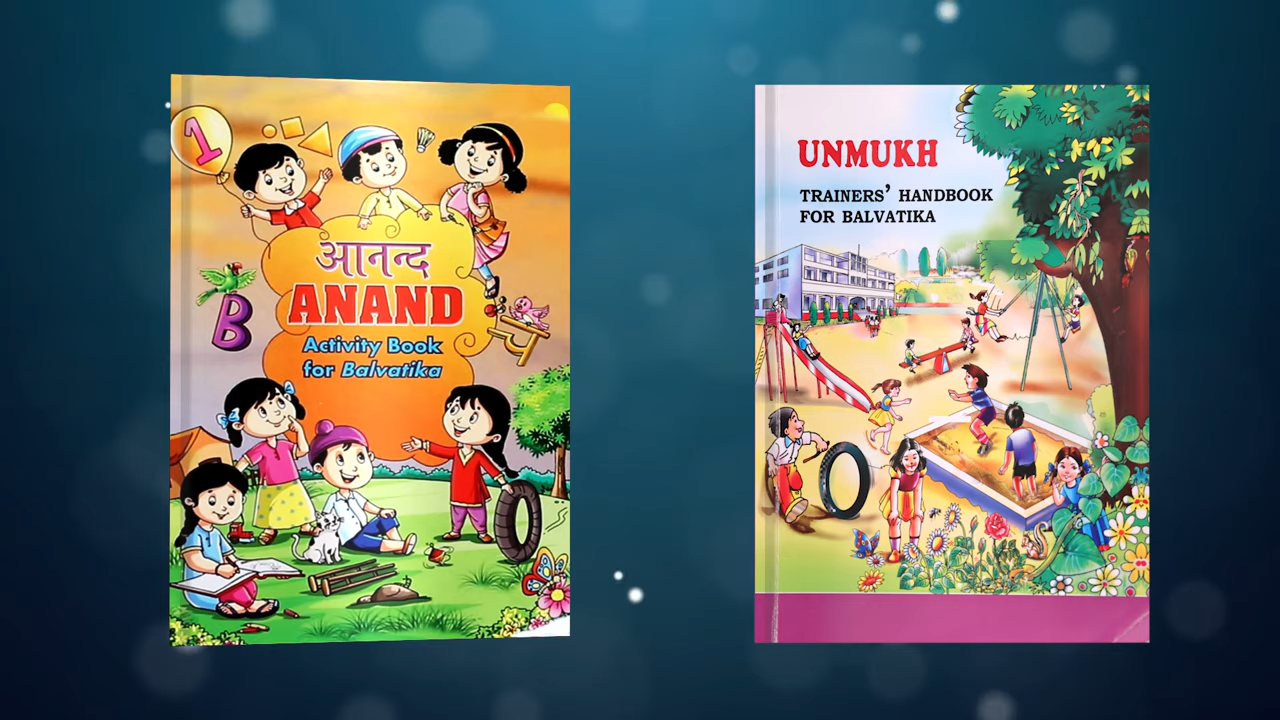 1
आनन्द
ANAND
B
प
Activity Book
for Balvatika
UNMUKH
TRAINERS' HANDBOOK
FOR BALVATIKA